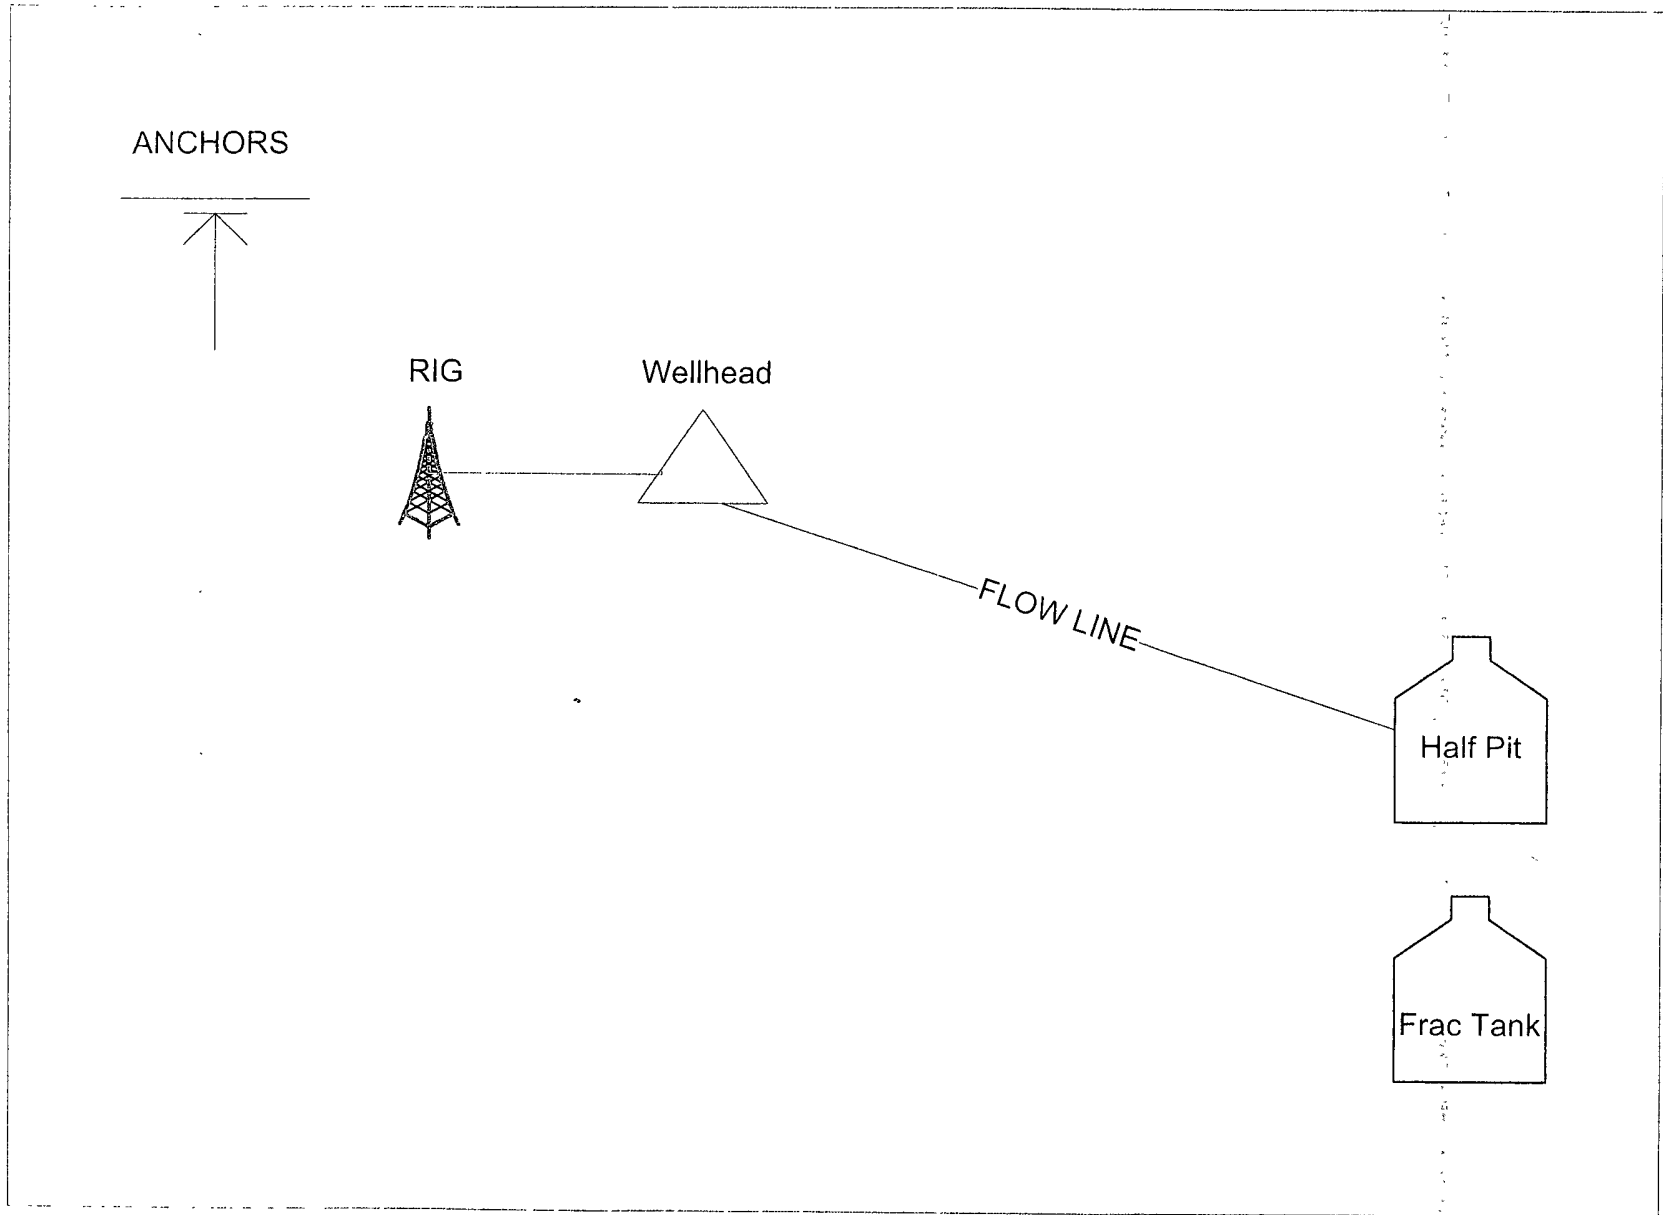 ANCHORS
RIG
Wellhead
FLOW LINE
Half Pit
Frac Tank